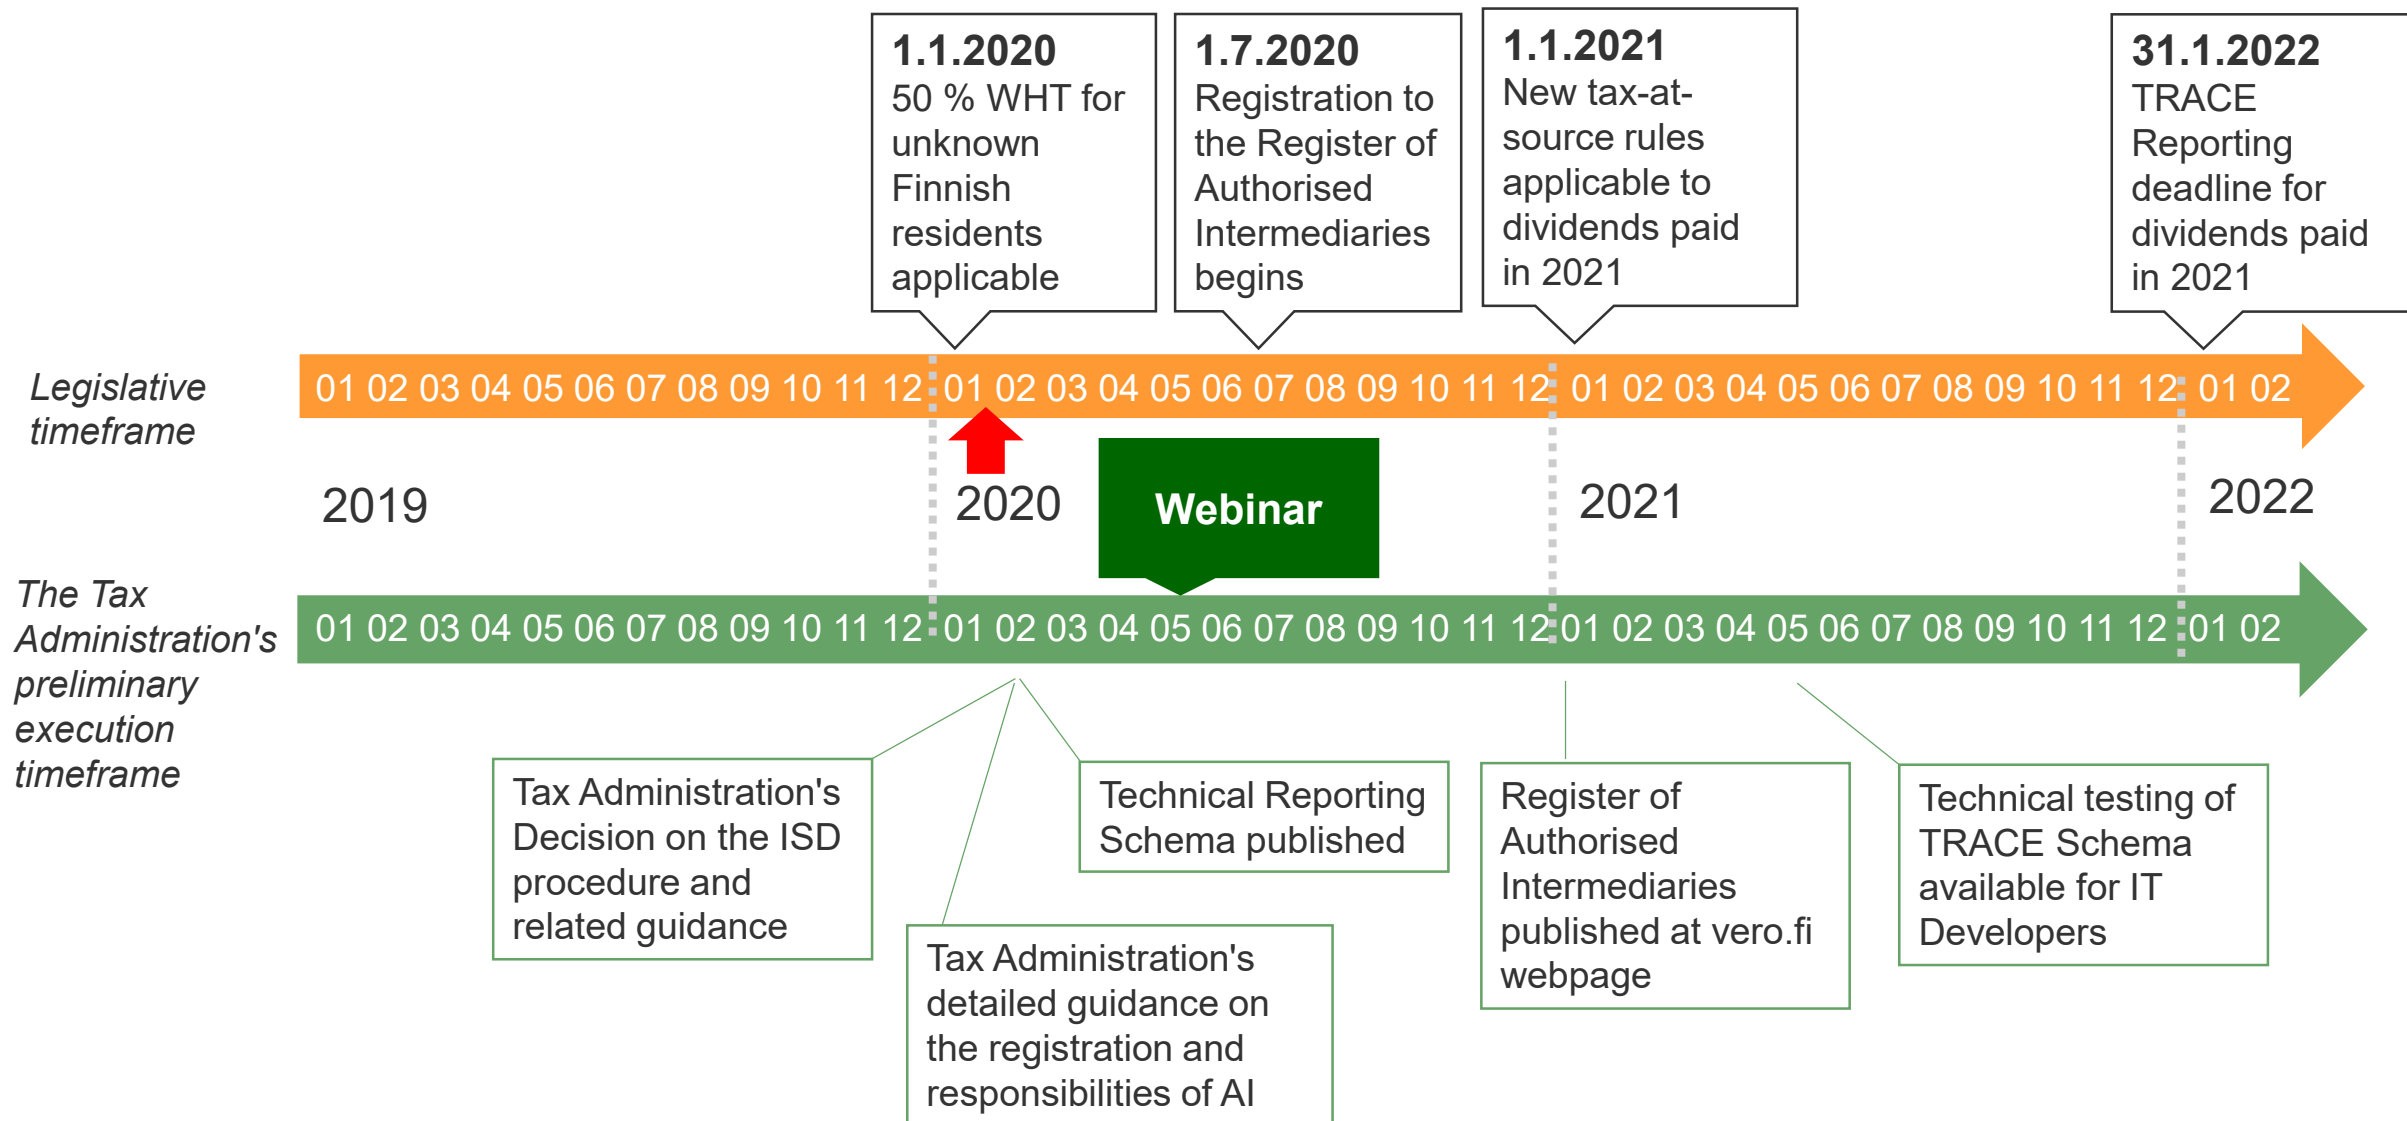 1.1.2020
50 % WHT for
unknown
Finnish
residents
applicable
1.7.2020
Registration to
the Register of
Authorised
Intermediaries
begins
1.1.2021
New tax-at-
source rules
applicable to
dividends paid
in 2021
31.1.2022
TRACE
Reporting
deadline for
dividends paid
in 2021
Legislative
timeframe
01 02 03 04 05 06 07 08 09 10 11 12 01 02 03 04 05 06 07 08 09 10 11 12 01 02 03 04 05 06 07 08 09 10 11 12 01 02
2019
2020
Webinar
2021
2022
The Tax
Administration's
preliminary
execution
timeframe
01 02 03 04 05 06 07 08 09 10 11 12 01 02 03 04 05 06 07 08 09 10 11 12 01 02 03 04 05 06 07 08 09 10 11 12 01 02
Tax Administration's
Decision on the ISD
procedure and
related guidance
Tax Administration's
detailed guidance on
the registration and
responsibilities of AI
Technical Reporting
Schema published
Register of
Authorised
Intermediaries
published at vero.fi
webpage
Technical testing of
TRACE Schema
available for IT
Developers